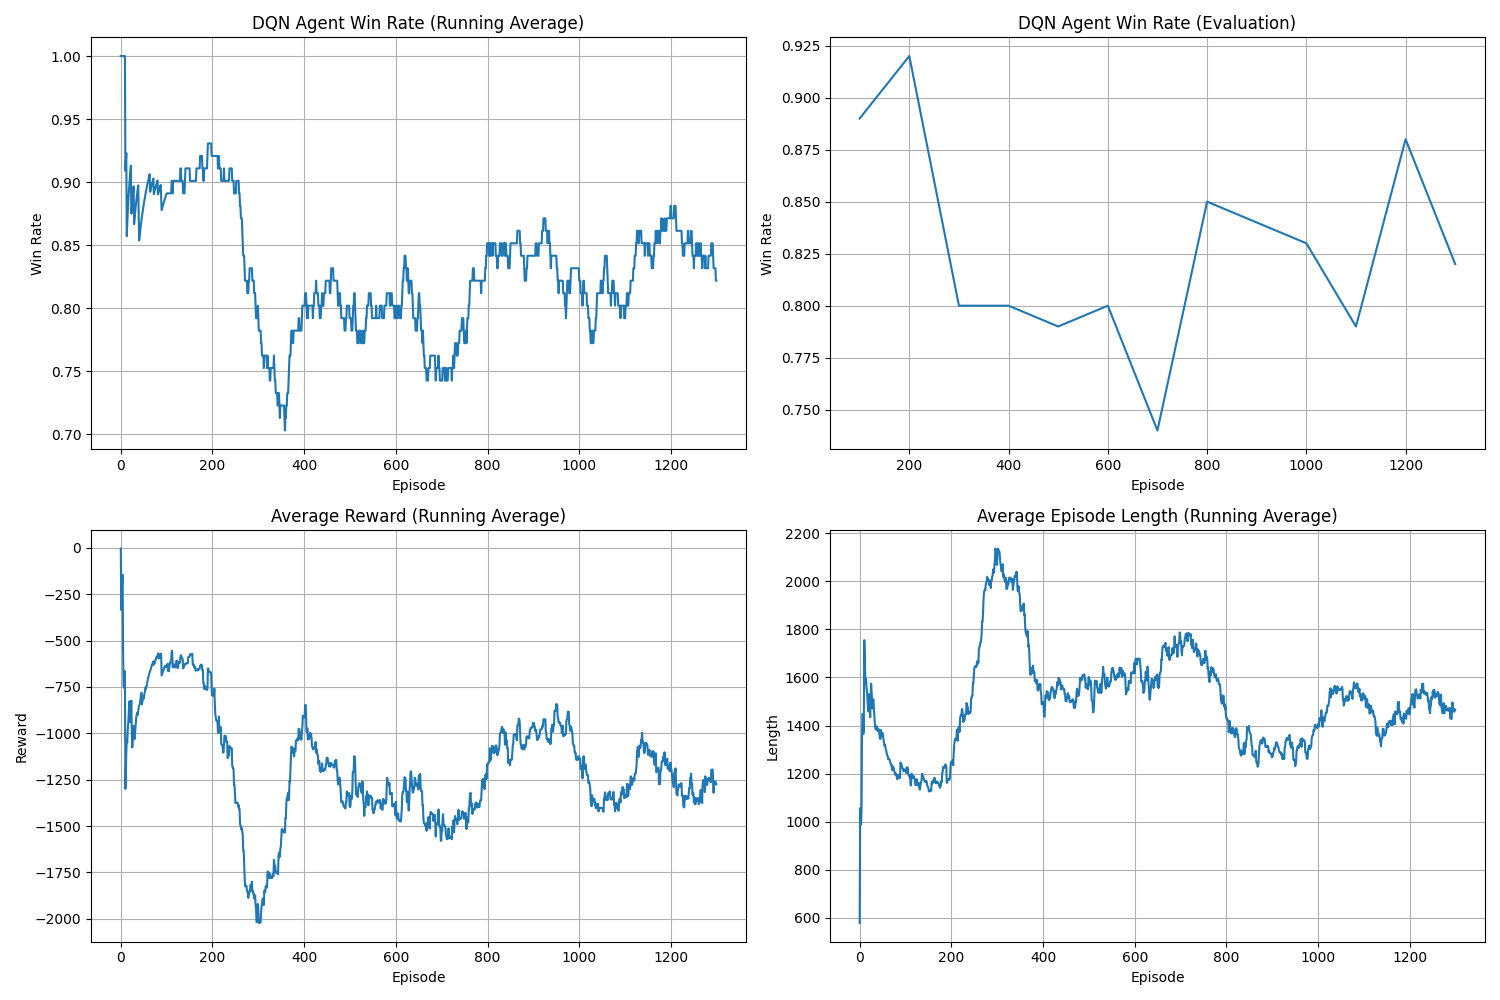 DQN Agent Win Rate (Running Average)
1.00
0.95
0.90
0.85
0.80
0.75
0.70
Win Rate
0 200 400 600 800 1000 1200
Episode
DQN Agent Win Rate (Evaluation)
0.925
0.900
0.875
0.850
0.825
0.800
0.775
0.750
Win Rate
200 400 600 800 1000 1200
Episode
Average Reward (Running Average)
0
−250
−500
−750
−1000
−1250
−1500
−1750
−2000
Reward
0 200 400 600 800 1000 1200
Episode
Average Episode Length (Running Average)
2200
2000
1800
1600
1400
1200
1000
800
600
Length
0 200 400 600 800 1000 1200
Episode